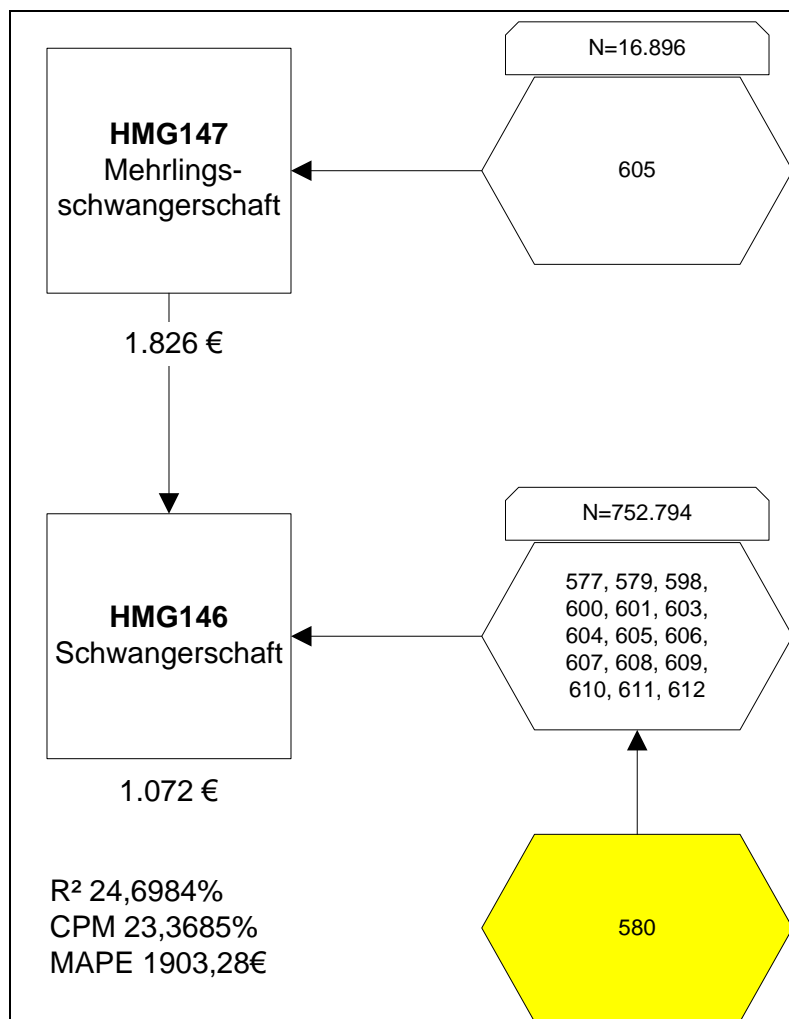 N=16.896
HMG147
Mehrlings-
schwangerschaft
605
1.826 €
N=752.794
HMG146
Schwangerschaft
577, 579, 598,
600, 601, 603,
604, 605, 606,
607, 608, 609,
610, 611, 612
1.072 €
R² 24,6984%
CPM 23,3685%
MAPE 1903,28€
580